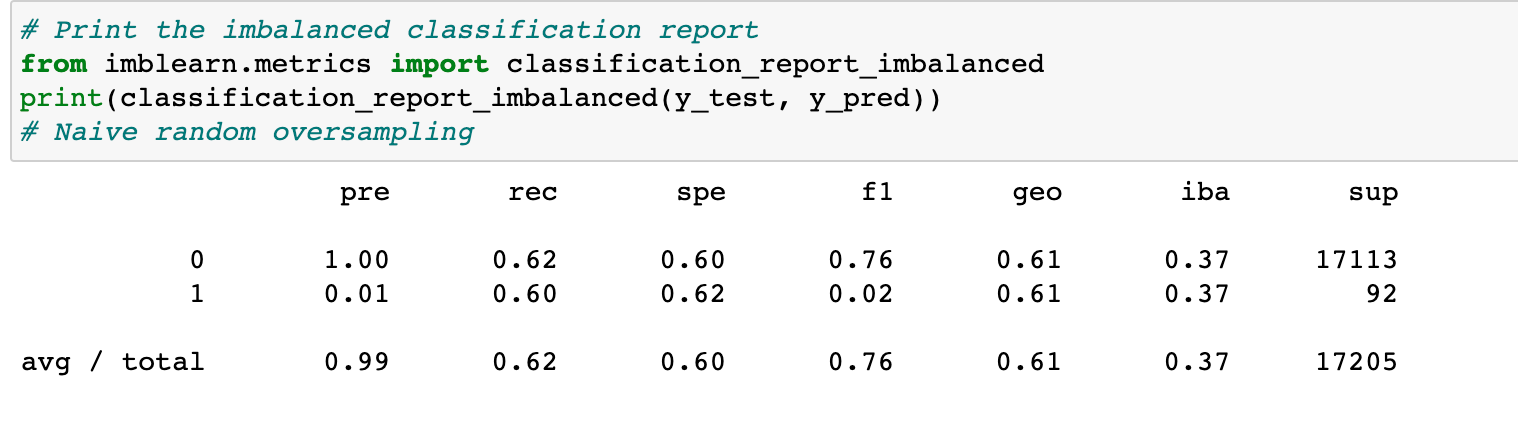 # Print the imbalanced classification report
from imblearn.metrics import classification_report_imbalanced
print(classification_report_imbalanced(y_test, y_pred))
# Naive random oversampling
pre rec spe f1 geo iba sup
0 1.00 0.62 0.60 0.76 0.61 0.37 17113
1 0.01 0.60 0.62 0.02 0.61 0.37 92
avg / total 0.99 0.62 0.60 0.76 0.61 0.37 17205